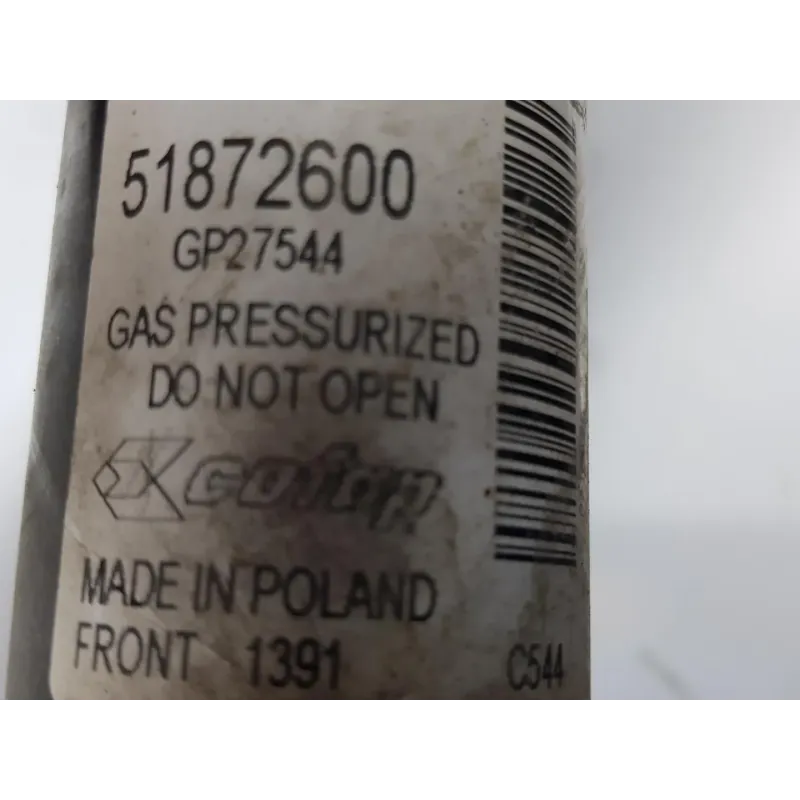 51872600
GP27544
GAS PRESSURIZED
DO NOT OPEN
cofap
MADE IN POLAND
FRONT 1391
C544